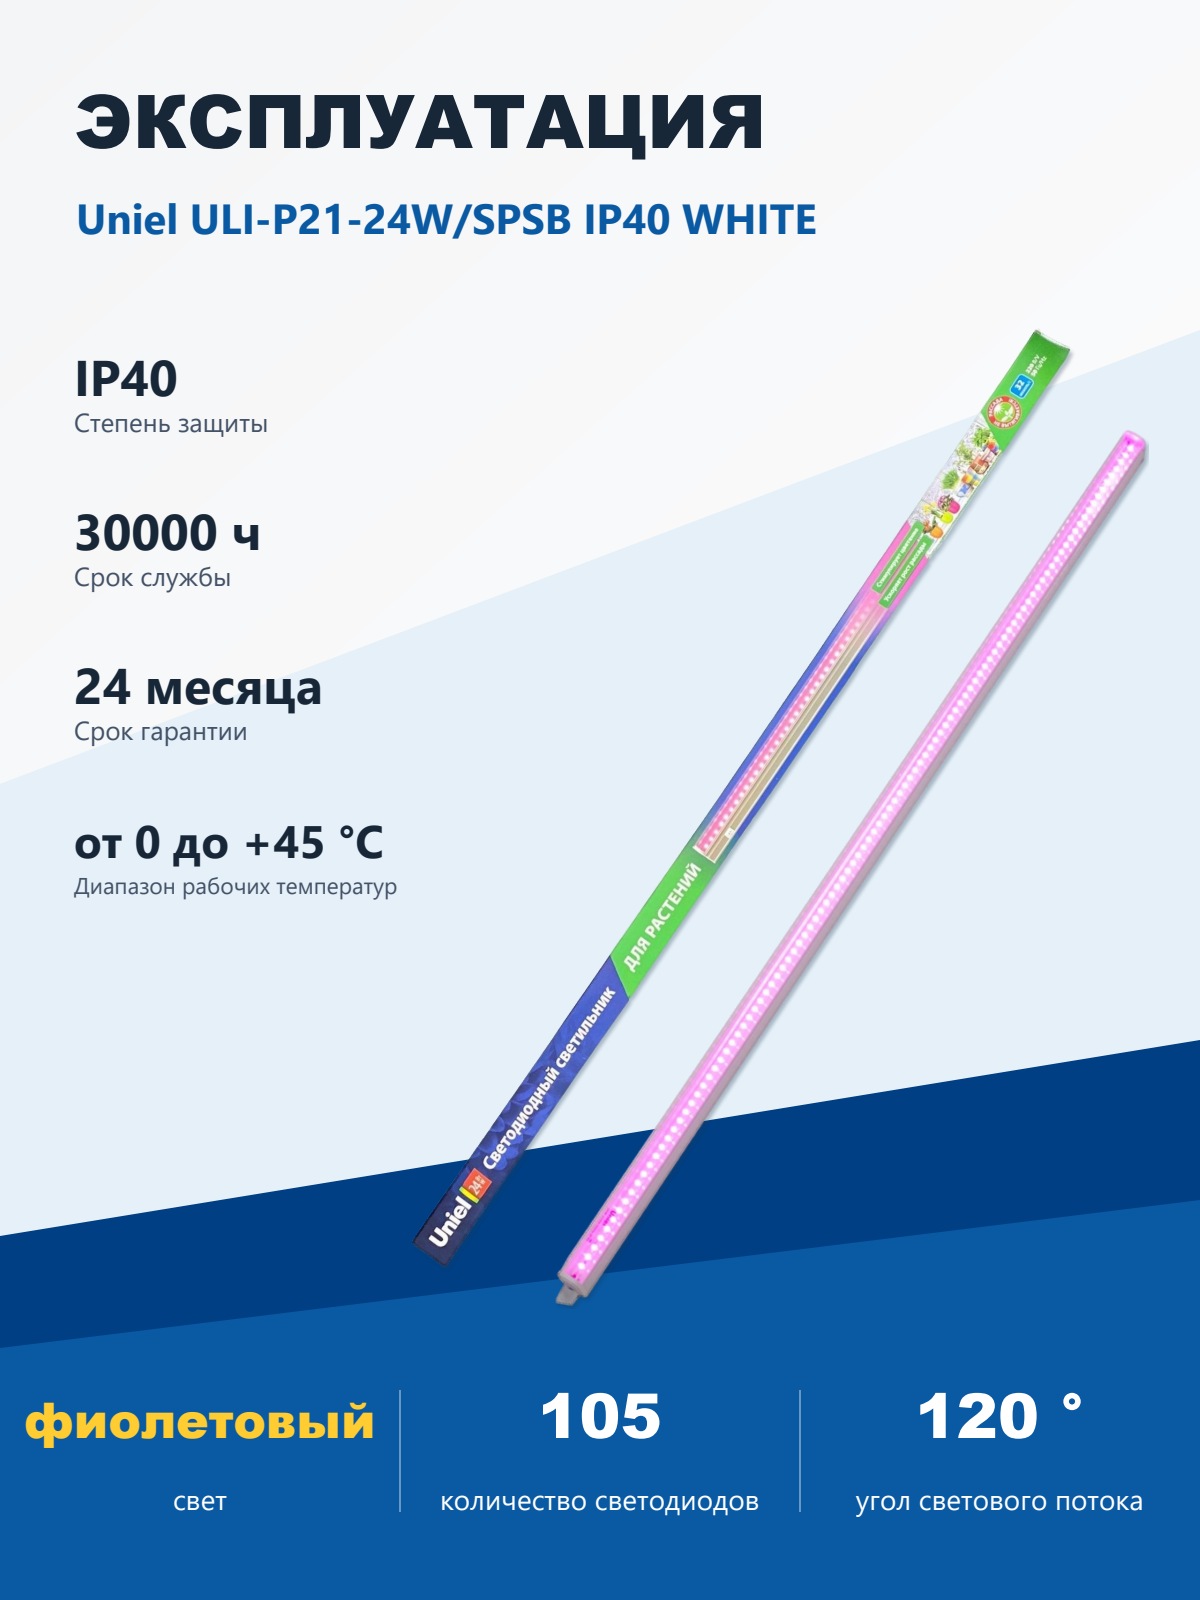 ЭКСПЛУАТАЦИЯ
Uniel ULI-P21-24W/SPSB IP40 WHITE
IP40
Степень защиты
30000 ч
Срок службы
24 месяца
Срок гарантии
от 0 до +45 °C
Диапазон рабочих температур
Uniel
24
Светодиодный светильник
ДЛЯ РАСТЕНИЙ
фиолетовый
свет
105
количество светодиодов
120 °
угол светового потока